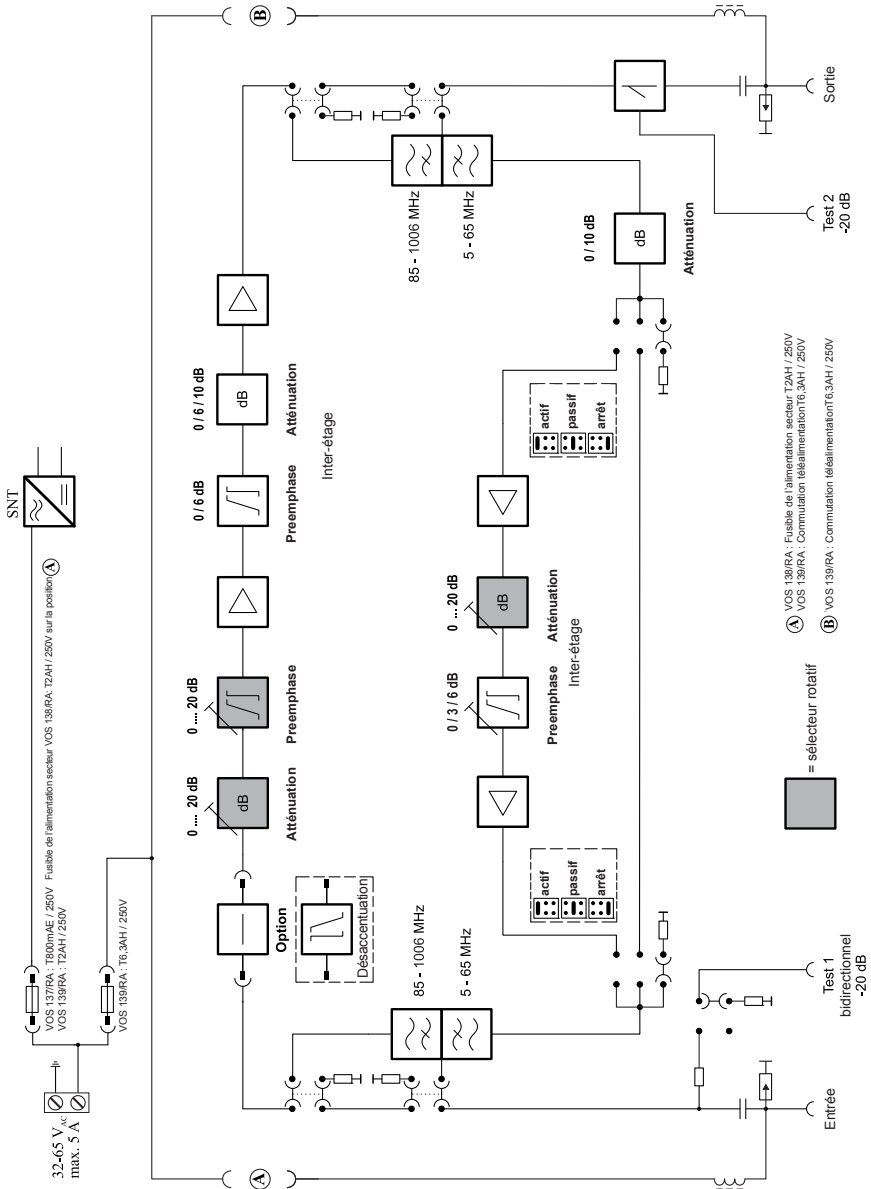 32-65 VAC
max. 5 A
VOS 137/RA : T800mAE / 250V Fusible de l'alimentation secteur VOS 138/RA: T2AH / 250V sur la position A
VOS 139/RA : T2AH / 250V
VOS 139/RA : T6,3AH / 250V
SNT
A
B
Option
Désaccentuation
0 .... 20 dB
dB
Atténuation
0 .... 20 dB
Preemphase
0 / 6 dB
Preemphase
0 / 6 / 10 dB
dB
Atténuation
Inter-étage
85 - 1006 MHz
5 - 65 MHz
85 - 1006 MHz
5 - 65 MHz
actif
passif
arrêt
0 / 3 / 6 dB
Preemphase
0 ... 20 dB
dB
Atténuation
Inter-étage
actif
passif
arrêt
0 / 10 dB
dB
Atténuation
Entrée
Test 1
bidirectionnel
-20 dB
= sélecteur rotatif
A VOS 138/RA : Fusible de l'alimentation secteur T2AH / 250V
VOS 139/RA : Commutation téléalimentationT6,3AH / 250V
B VOS 139/RA : Commutation téléalimentationT6,3AH / 250V
Test 2
-20 dB
Sortie